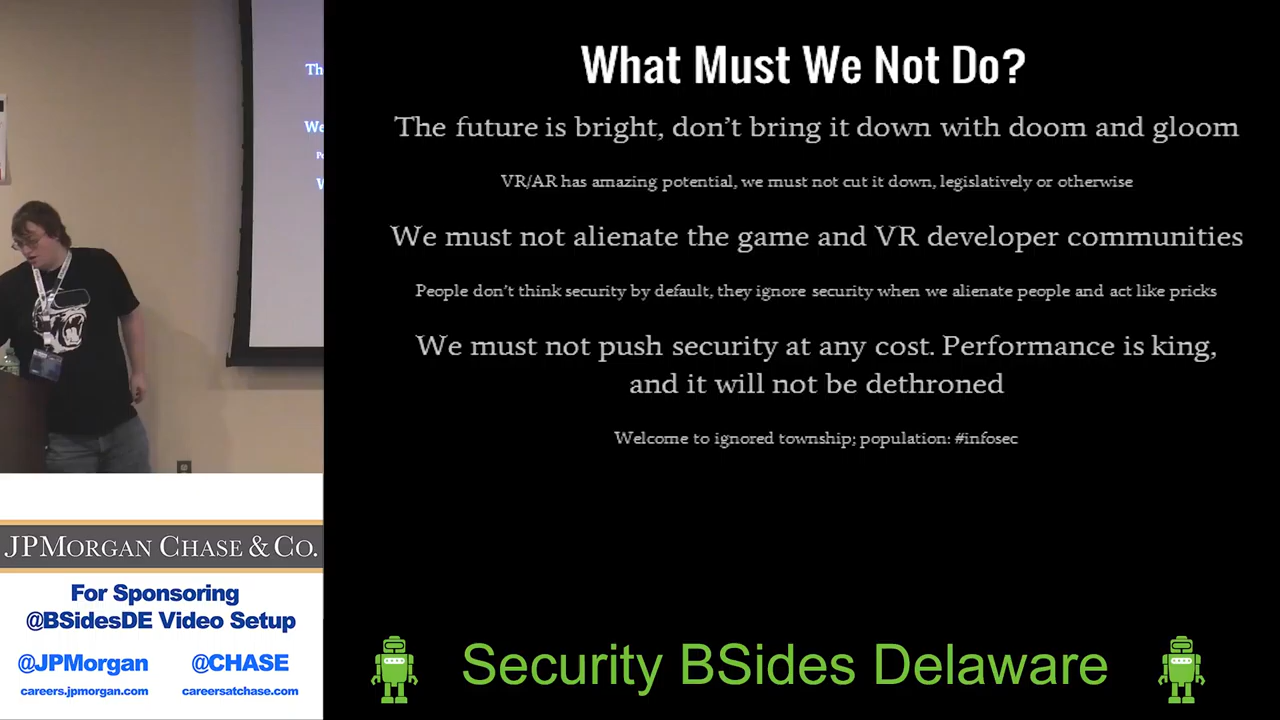 What Must We Not Do?
The future is bright, don't bring it down with doom and gloom
VR/AR has amazing potential, we must not cut it down, legislatively or otherwise
We must not alienate the game and VR developer communities
People don't think security by default, they ignore security when we alienate people and act like pricks
We must not push security at any cost. Performance is king,
and it will not be dethroned
Welcome to ignored township; population: #infosec
Th
We
Po
W
JPMORGAN CHASE & CO.
For Sponsoring
@BSidesDE Video Setup
@JPMorgan @CHASE
careers.jpmorgan.com careersatchase.com
Security BSides Delaware